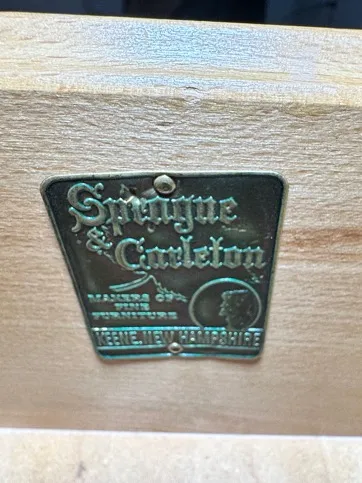 Sprague
& Carleton
MAKERS OF
FINE
FURNITURE
KEENE, NEW HAMPSHIRE